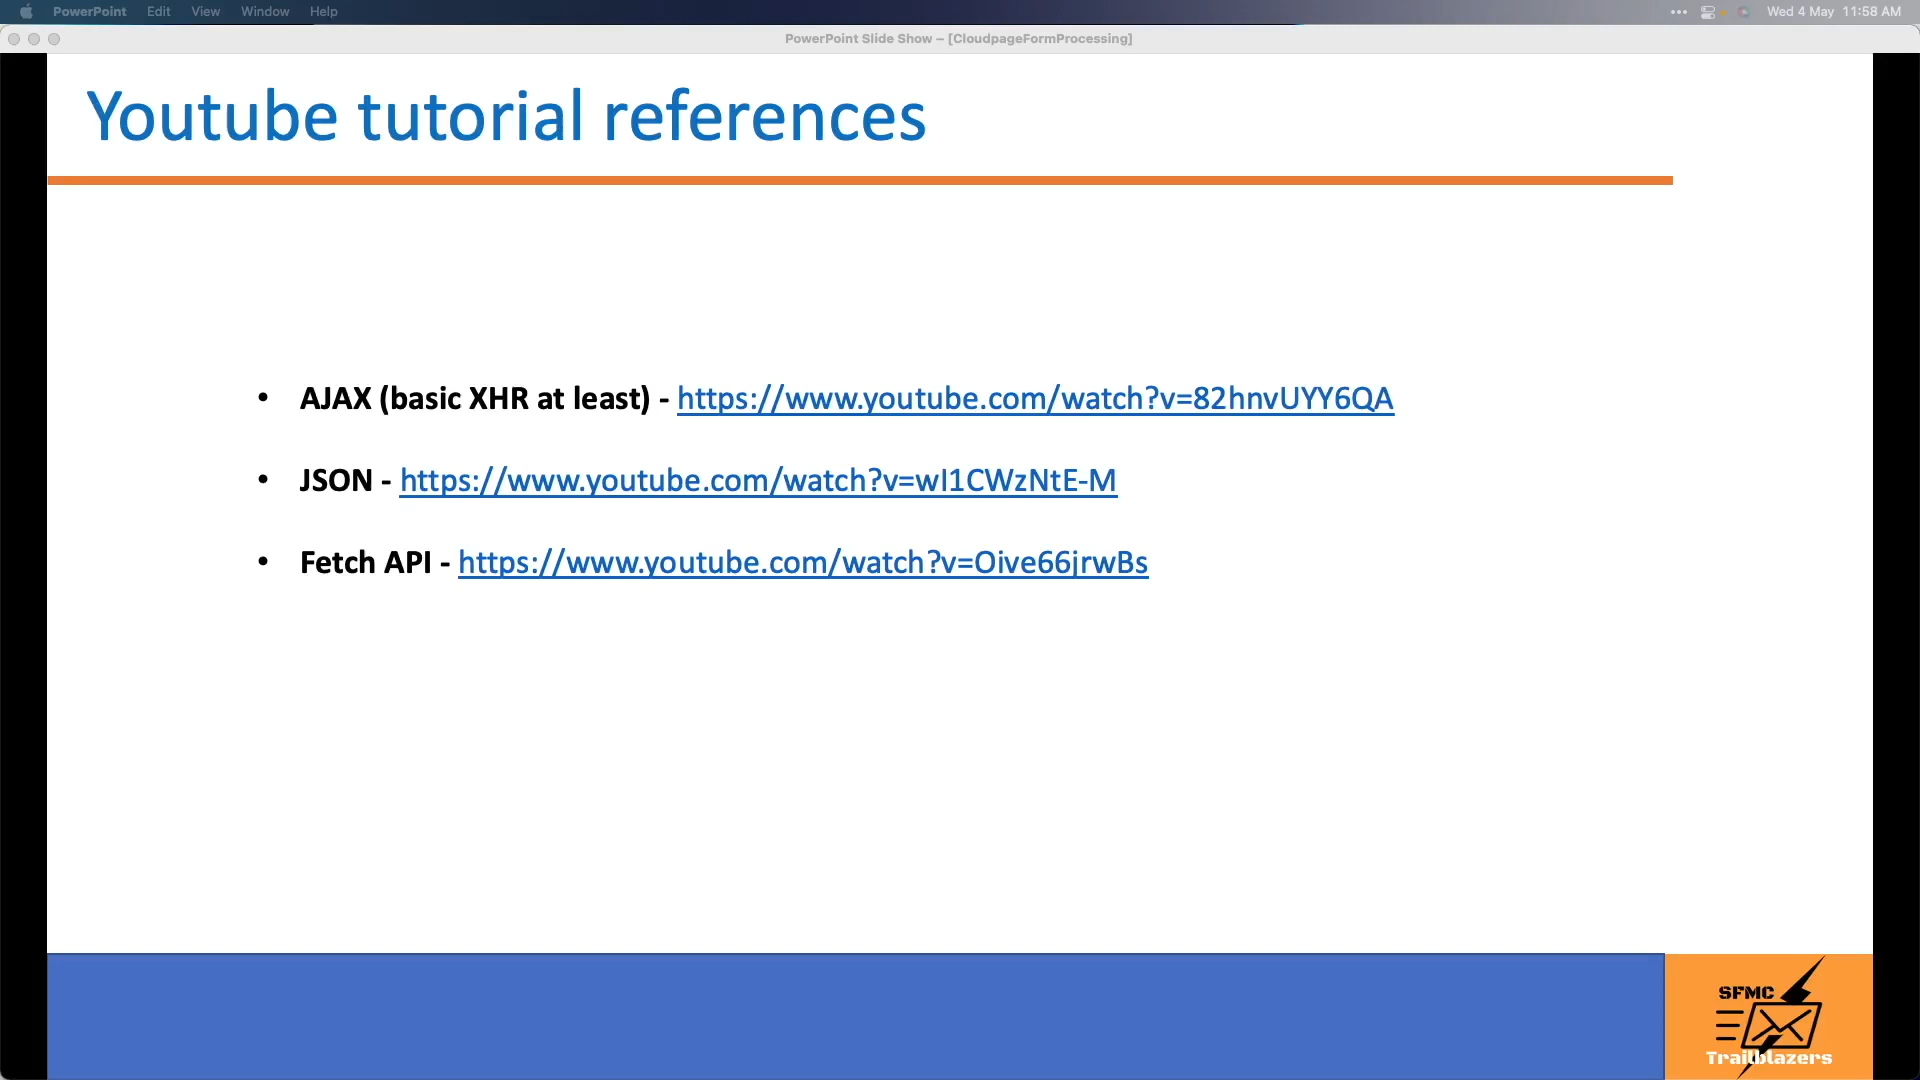 PowerPoint Edit View Window Help ••• Wed 4 May 11:58 AM
PowerPoint Slide Show – [CloudpageFormProcessing]
Youtube tutorial references
• AJAX (basic XHR at least) - https://www.youtube.com/watch?v=82hnvUYY6QA
• JSON - https://www.youtube.com/watch?v=wI1CWzNtE-M
• Fetch API - https://www.youtube.com/watch?v=Oive66jrwBs
SFMC
Trailblazers